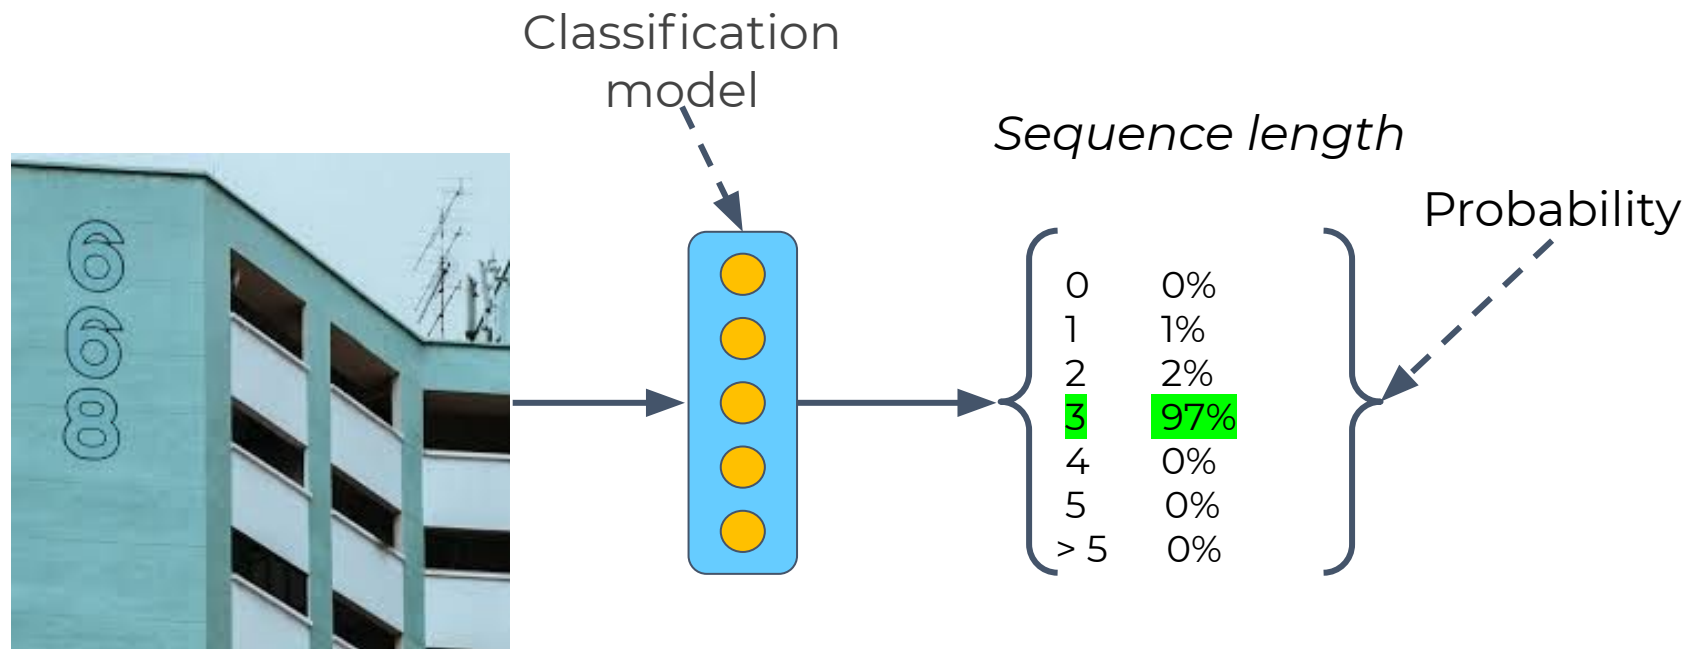 Classification
model
Sequence length
Probability
6
6
8
0 0%
1 1%
2 2%
3 97%
4 0%
5 0%
> 5 0%